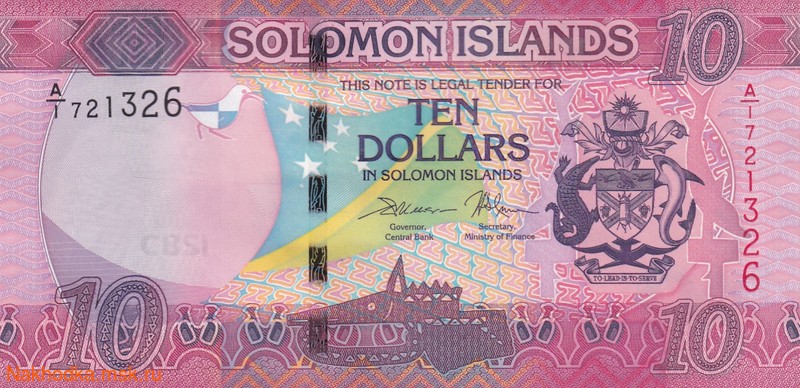 SOLOMON ISLANDS
10
A/1 721326
THIS NOTE IS LEGAL TENDER FOR
TEN
DOLLARS
IN SOLOMON ISLANDS
A/1 721326
Governor,
Central Bank
Secretary,
Ministry of Finance
TO-LEAD-IS-TO-SERVE
10
10
Nakhodka.msk.ru